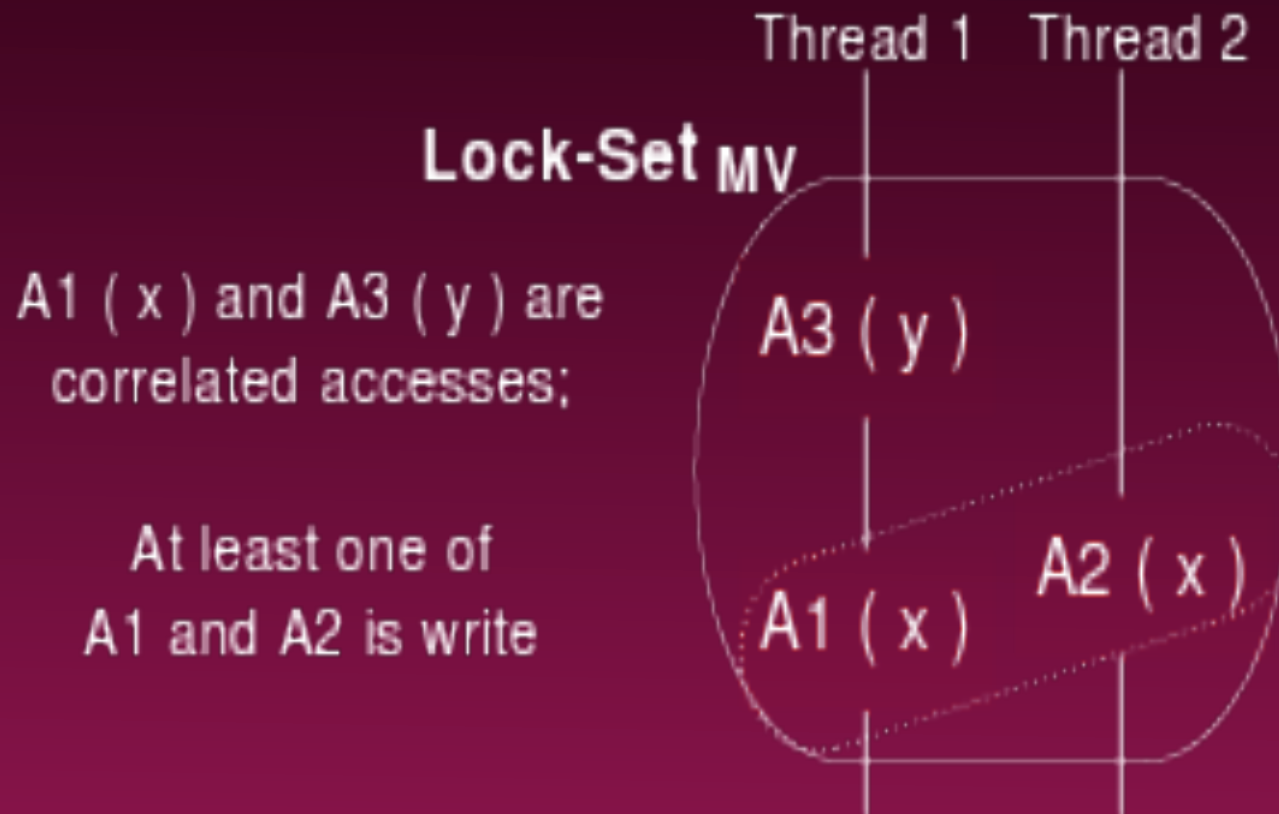 Thread 1 Thread 2
Lock-Set MV
A1 ( x ) and A3 ( y ) are
correlated accesses;
At least one of
A1 and A2 is write
A3 ( y )
A2 ( x )
A1 ( x )